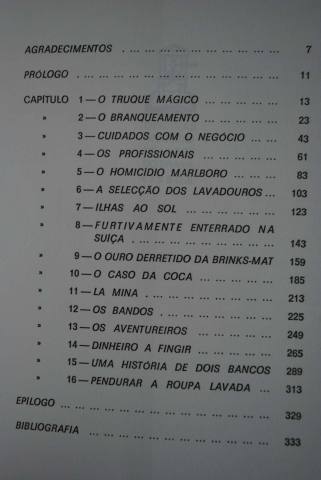 AGRADECIMENTOS . ... ... ... ... ... ... ... ... ... 7
PRÓLOGO . ... ... ... ... ... ... ... ... ... ... ... 11
CAPÍTULO 1 — O TRUQUE MÁGICO ... ... ... ... 13
» 2 — O BRANQUEAMENTO ... ... ... ... 23
» 3 — CUIDADOS COM O NEGÓCIO ... ... 43
» 4 — OS PROFISSIONAIS ... ... ... ... ... 61
» 5 — O HOMICÍDIO MARLBORO ... ... ... 83
» 6 — A SELECÇÃO DOS LAVADOUROS ... 103
» 7 — ILHAS AO SOL . ... ... ... ... ... ... 123
» 8 — FURTIVAMENTE ENTERRADO NA
SUIÇA . ... ... ... ... ... ... ... ... 143
» 9 — O OURO DERRETIDO DA BRINKS-MAT 159
» 10 — O CASO DA COCA ... ... ... ... ... 185
» 11 — LA MINA . ... ... ... ... ... ... ... 213
» 12 — OS BANDOS . ... ... ... ... ... ... 225
» 13 — OS AVENTUREIROS ... ... ... ... ... 249
» 14 — DINHEIRO A FINGIR ... ... ... ... ... 265
» 15 — UMA HISTÓRIA DE DOIS BANCOS 289
» 16 — PENDURAR A ROUPA LAVADA . ... ... 313
EPILOGO ... ... ... ... ... ... ... ... ... ... ... ... 329
BIBLIOGRAFIA ... ... ... ... ... ... ... ... ... ... 333